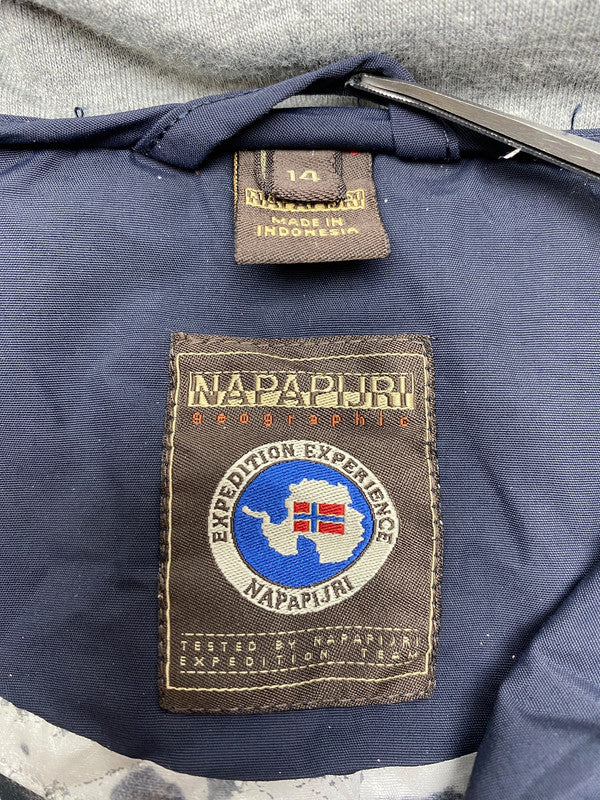 14
NAPAPIJRI
MADE IN
INDONESIA
NAPAPIJRI
geographic
EXPEDITION EXPERIENCE
NAPAPIJRI
TESTED BY NAPAPIJRI
EXPEDITION TEAM